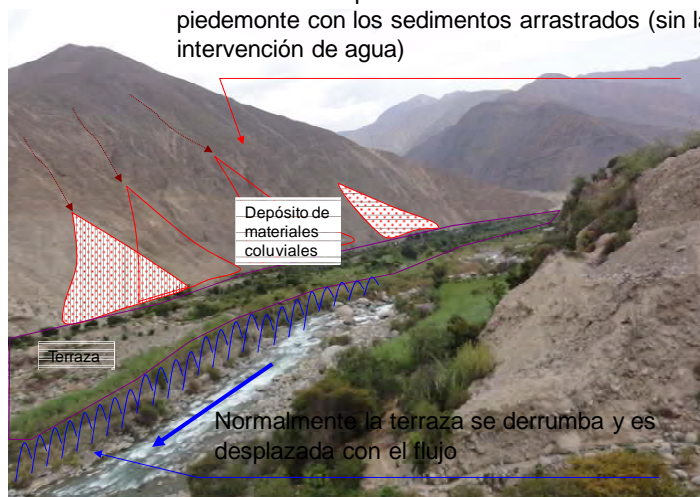 piedemonte con los sedimentos arrastrados (sin la
intervención de agua)
Depósito de
materiales
coluviales
Terraza
Normalmente la terraza se derrumba y es
desplazada con el flujo